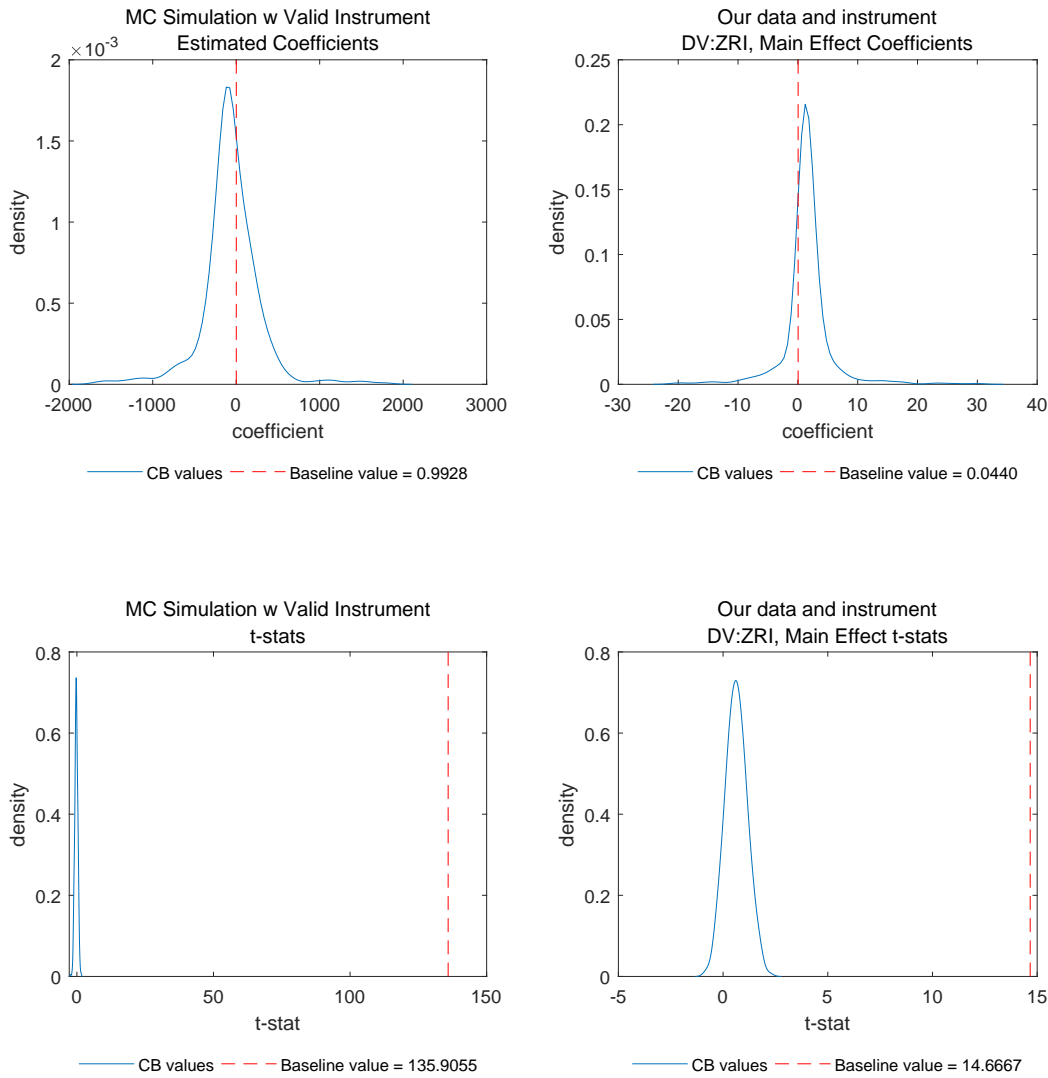 MC Simulation w Valid Instrument
Estimated Coefficients
×10-3
2
1.5
1
0.5
0
density
-2000 -1000 0 1000 2000 3000
coefficient
CB values Baseline value = 0.9928
Our data and instrument
DV:ZRI, Main Effect Coefficients
0.25
0.2
0.15
0.1
0.05
0
density
-30 -20 -10 0 10 20 30 40
coefficient
CB values Baseline value = 0.0440
MC Simulation w Valid Instrument
t-stats
0.8
0.6
0.4
0.2
0
density
0 50 100 150
t-stat
CB values Baseline value = 135.9055
Our data and instrument
DV:ZRI, Main Effect t-stats
0.8
0.6
0.4
0.2
0
density
-5 0 5 10 15
t-stat
CB values Baseline value = 14.6667